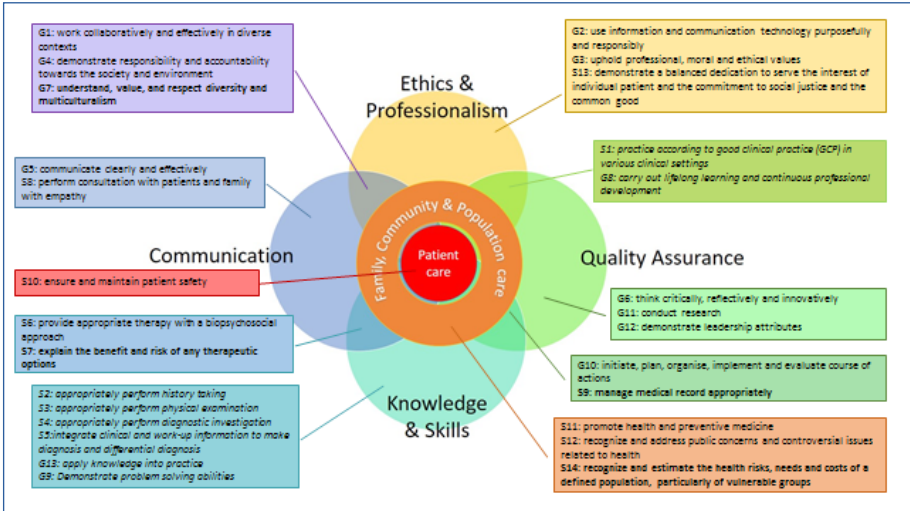 G1: work collaboratively and effectively in diverse
contexts
G4: demonstrate responsibility and accountability
towards the society and environment
G7: understand, value, and respect diversity and
multiculturalism
G2: use information and communication technology purposefully
and responsibly
G3: uphold professional, moral and ethical values
S13: demonstrate a balanced dedication to serve the interest of
individual patient and the commitment to social justice and the
common good
Ethics &
Professionalism
G5: communicate clearly and effectively
S8: perform consultation with patients and family
with empathy
S1: practice according to good clinical practice (GCP) in
various clinical settings
G8: carry out lifelong learning and continuous professional
development
Communication
Family, Community & Population care
Patient
care
Quality Assurance
S10: ensure and maintain patient safety
G6: think critically, reflectively and innovatively
G11: conduct research
G12: demonstrate leadership attributes
S6: provide appropriate therapy with a biopsychosocial
approach
S7: explain the benefit and risk of any therapeutic
options
G10: initiate, plan, organise, implement and evaluate course of
actions
S9: manage medical record appropriately
S2: appropriately perform history taking
S3: appropriately perform physical examination
S4: appropriately perform diagnostic investigation
S5:integrate clinical and work-up information to make
diagnosis and differential diagnosis
G13: apply knowledge into practice
G9: Demonstrate problem solving abilities
Knowledge
& Skills
S11: promote health and preventive medicine
S12: recognize and address public concerns and controversial issues
related to health
S14: recognize and estimate the health risks, needs and costs of a
defined population, particularly of vulnerable groups